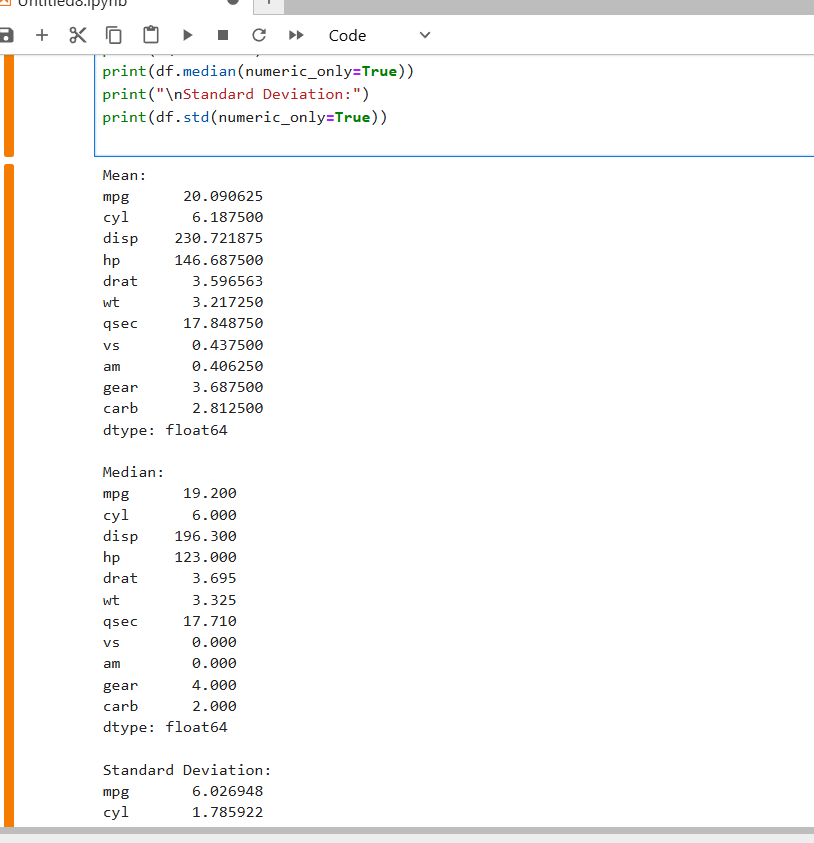 Untitled8.ipynb
Code
print(df.median(numeric_only=True))
print("\nStandard Deviation:")
print(df.std(numeric_only=True))
Mean:
mpg      20.090625
cyl       6.187500
disp    230.721875
hp      146.687500
drat      3.596563
wt        3.217250
qsec     17.848750
vs        0.437500
am        0.406250
gear      3.687500
carb      2.812500
dtype: float64
Median:
mpg      19.200
cyl       6.000
disp    196.300
hp      123.000
drat      3.695
wt        3.325
qsec     17.710
vs        0.000
am        0.000
gear      4.000
carb      2.000
dtype: float64
Standard Deviation:
mpg       6.026948
cyl       1.785922